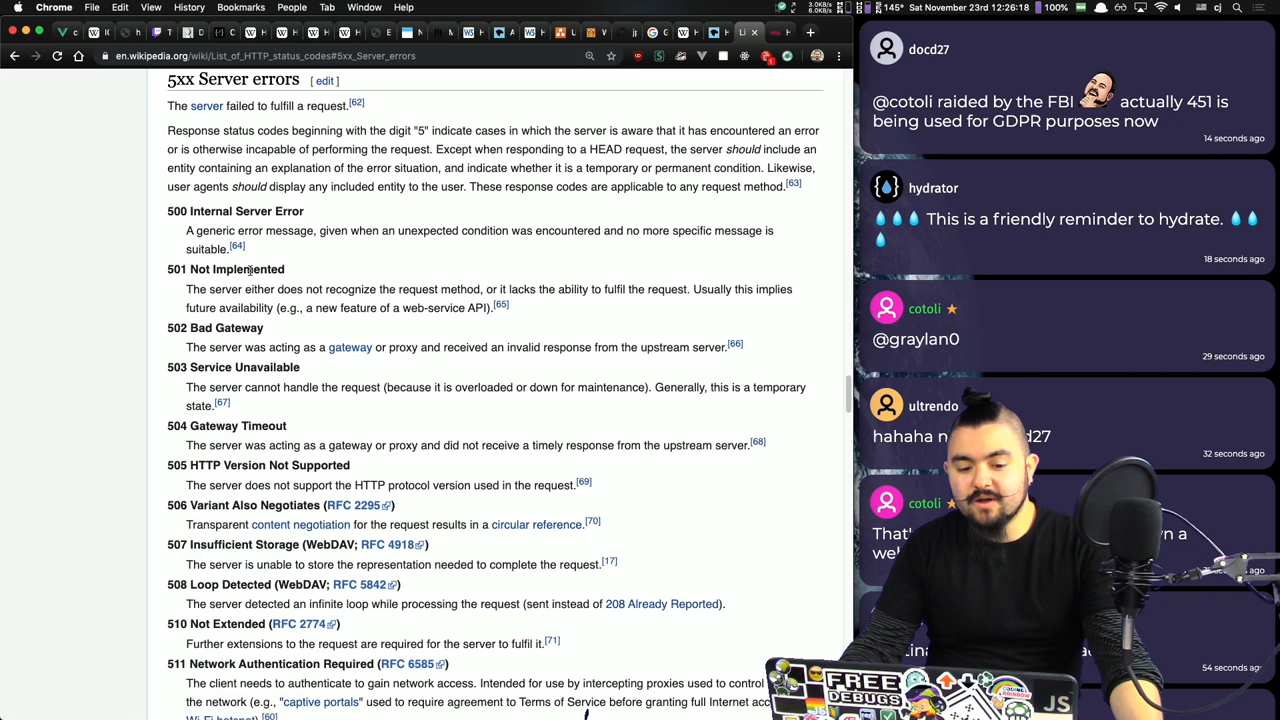 Chrome File Edit View History Bookmarks People Tab Window Help
3.0KB/s
6.0KB/s
145° Sat November 23rd 12:26:18 100% cj
en.wikipedia.org/wiki/List_of_HTTP_status_codes#5xx_Server_errors
5xx Server errors [ edit ]
The server failed to fulfill a request.[62]
Response status codes beginning with the digit "5" indicate cases in which the server is aware that it has encountered an error
or is otherwise incapable of performing the request. Except when responding to a HEAD request, the server should include an
entity containing an explanation of the error situation, and indicate whether it is a temporary or permanent condition. Likewise,
user agents should display any included entity to the user. These response codes are applicable to any request method.[63]
500 Internal Server Error
A generic error message, given when an unexpected condition was encountered and no more specific message is
suitable.[64]
501 Not Implemented
The server either does not recognize the request method, or it lacks the ability to fulfil the request. Usually this implies
future availability (e.g., a new feature of a web-service API).[65]
502 Bad Gateway
The server was acting as a gateway or proxy and received an invalid response from the upstream server.[66]
503 Service Unavailable
The server cannot handle the request (because it is overloaded or down for maintenance). Generally, this is a temporary
state.[67]
504 Gateway Timeout
The server was acting as a gateway or proxy and did not receive a timely response from the upstream server.[68]
505 HTTP Version Not Supported
The server does not support the HTTP protocol version used in the request.[69]
506 Variant Also Negotiates (RFC 2295)
Transparent content negotiation for the request results in a circular reference.[70]
507 Insufficient Storage (WebDAV; RFC 4918)
The server is unable to store the representation needed to complete the request.[17]
508 Loop Detected (WebDAV; RFC 5842)
The server detected an infinite loop while processing the request (sent instead of 208 Already Reported).
510 Not Extended (RFC 2774)
Further extensions to the request are required for the server to fulfil it.[71]
511 Network Authentication Required (RFC 6585)
The client needs to authenticate to gain network access. Intended for use by intercepting proxies used to control
the network (e.g., "captive portals" used to require agreement to Terms of Service before granting full Internet acc
Wi-Fi hotspot).[60]
docd27
@cotoli raided by the FBI actually 451 is
being used for GDPR purposes now
14 seconds ago
hydrator
This is a friendly reminder to hydrate.
18 seconds ago
cotoli
@graylan0
29 seconds ago
ultrendo
hahaha n d27
32 seconds ago
cotoli
That'
n a
we
ago
54 seconds ago
FREE
DEBUGS
CODING
RAINBOW
JS